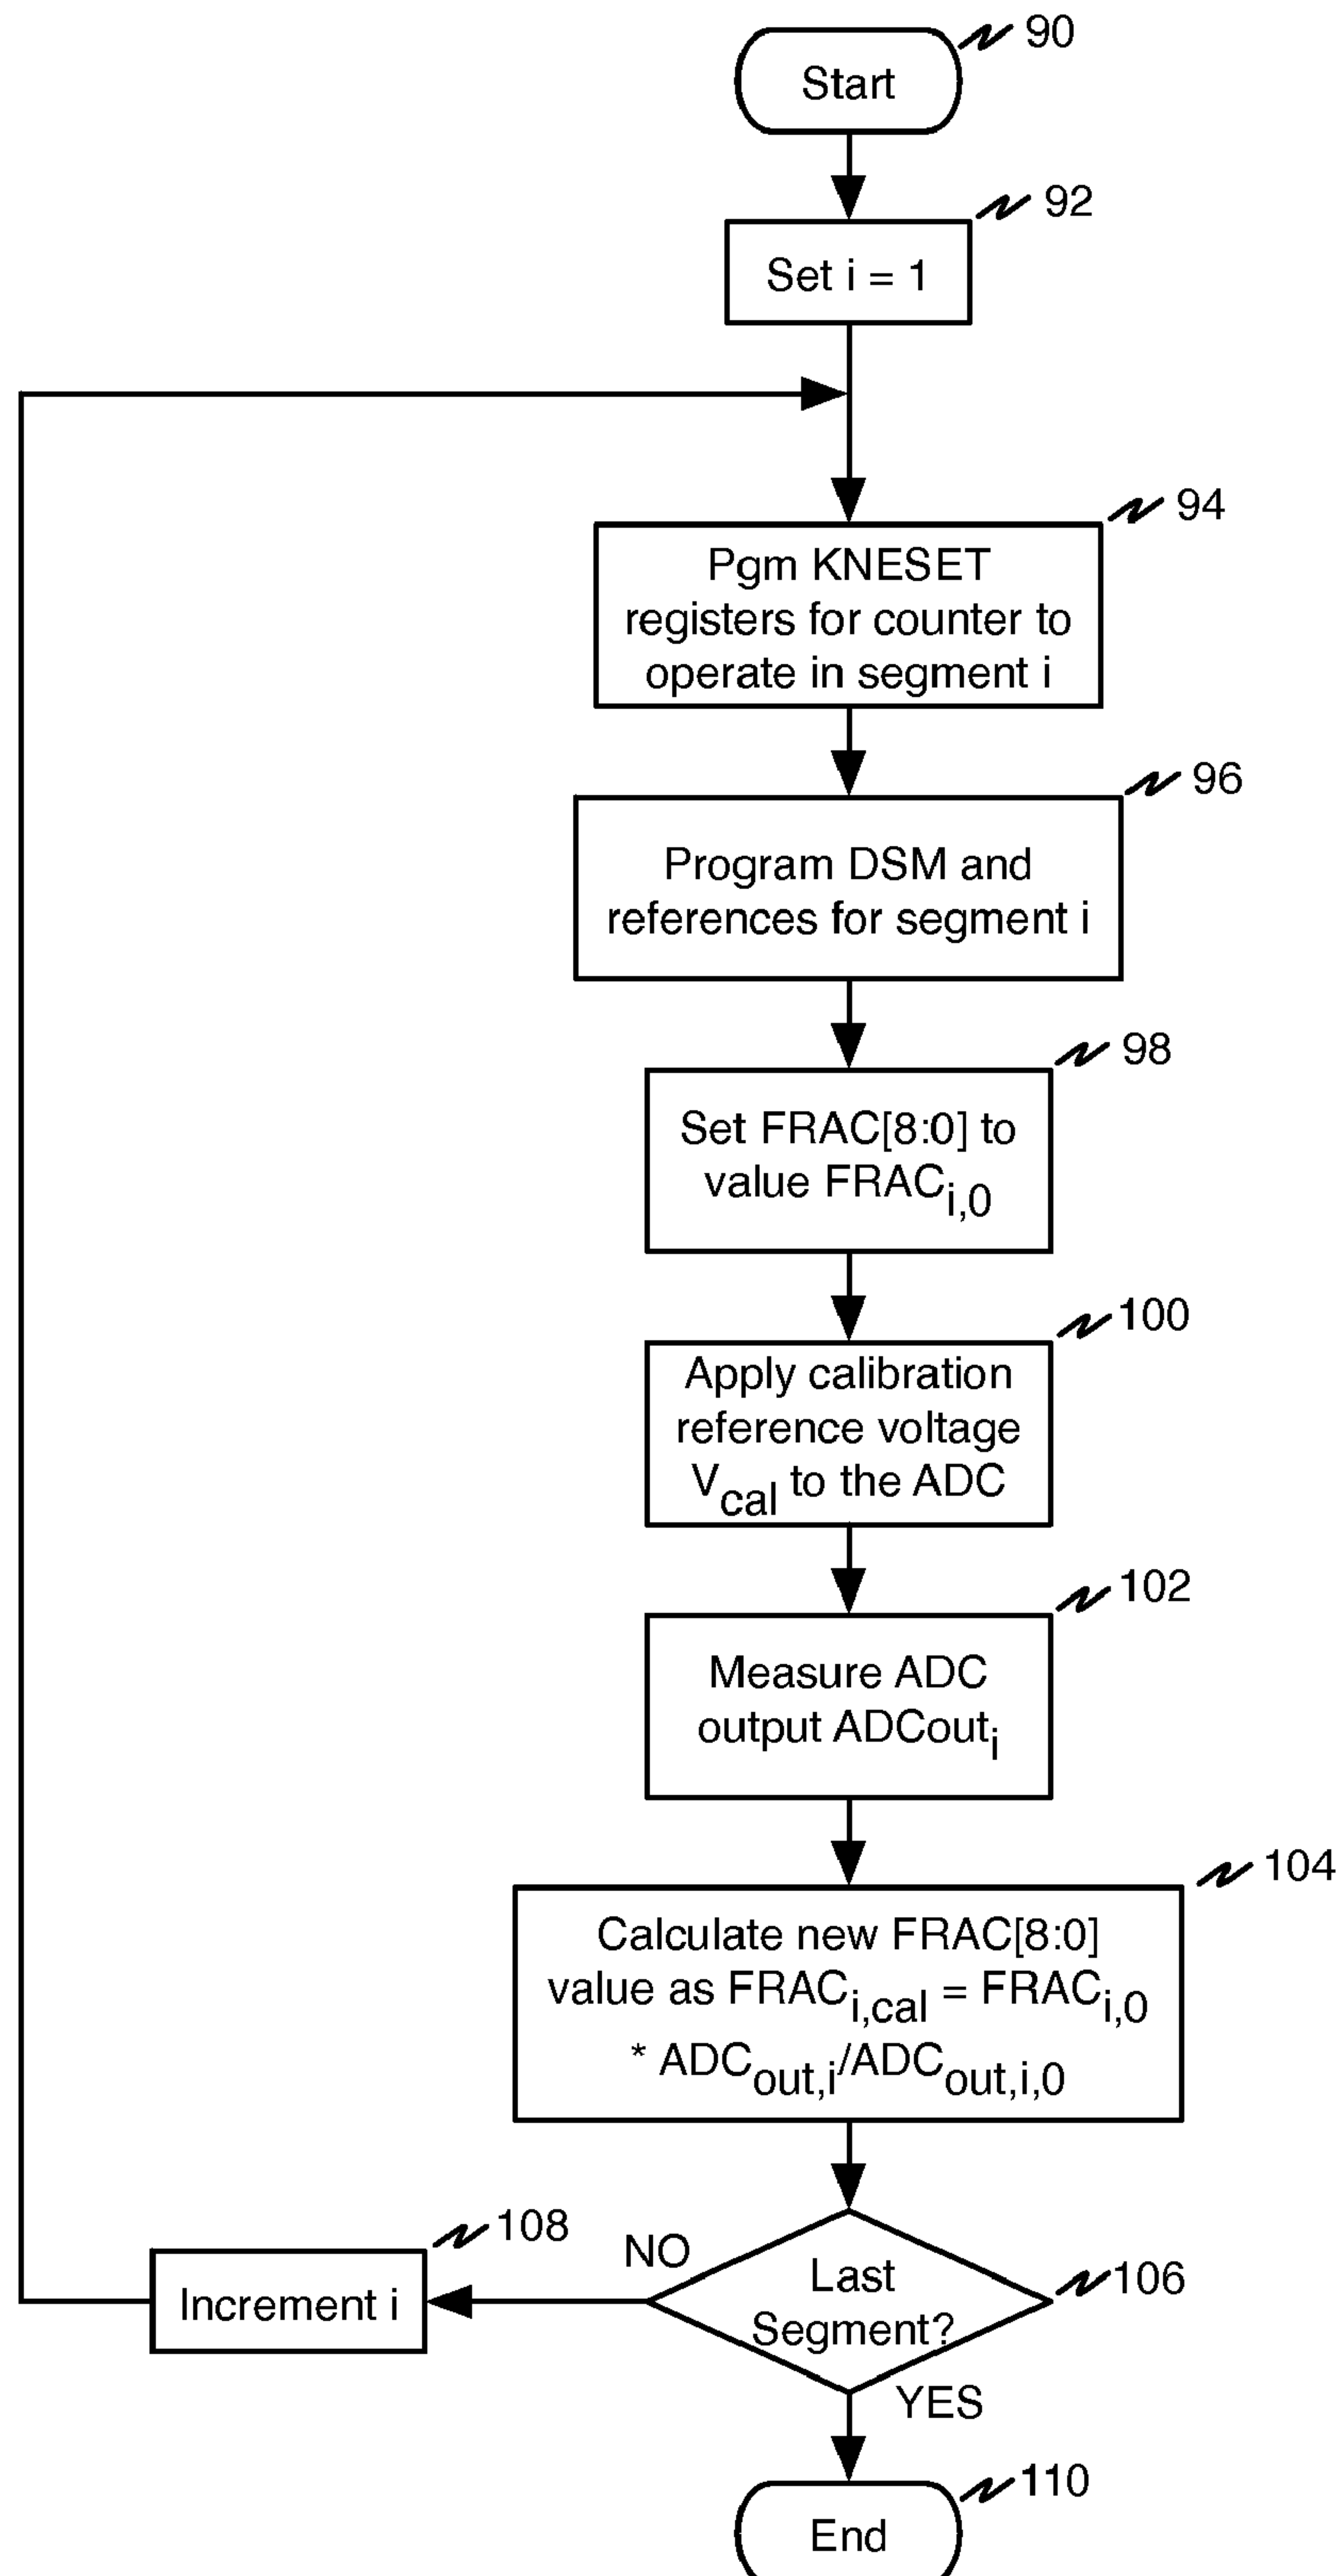 90
Start
92
Set i = 1
94
Pgm KNESET
registers for counter to
operate in segment i
96
Program DSM and
references for segment i
98
Set FRAC[8:0] to
value FRACi,0
100
Apply calibration
reference voltage
Vcal to the ADC
102
Measure ADC
output ADCouti
104
Calculate new FRAC[8:0]
value as FRACi,cal = FRACi,0
* ADCout,i/ADCout,i,0
108
Increment i
NO
Last
Segment?
106
YES
110
End